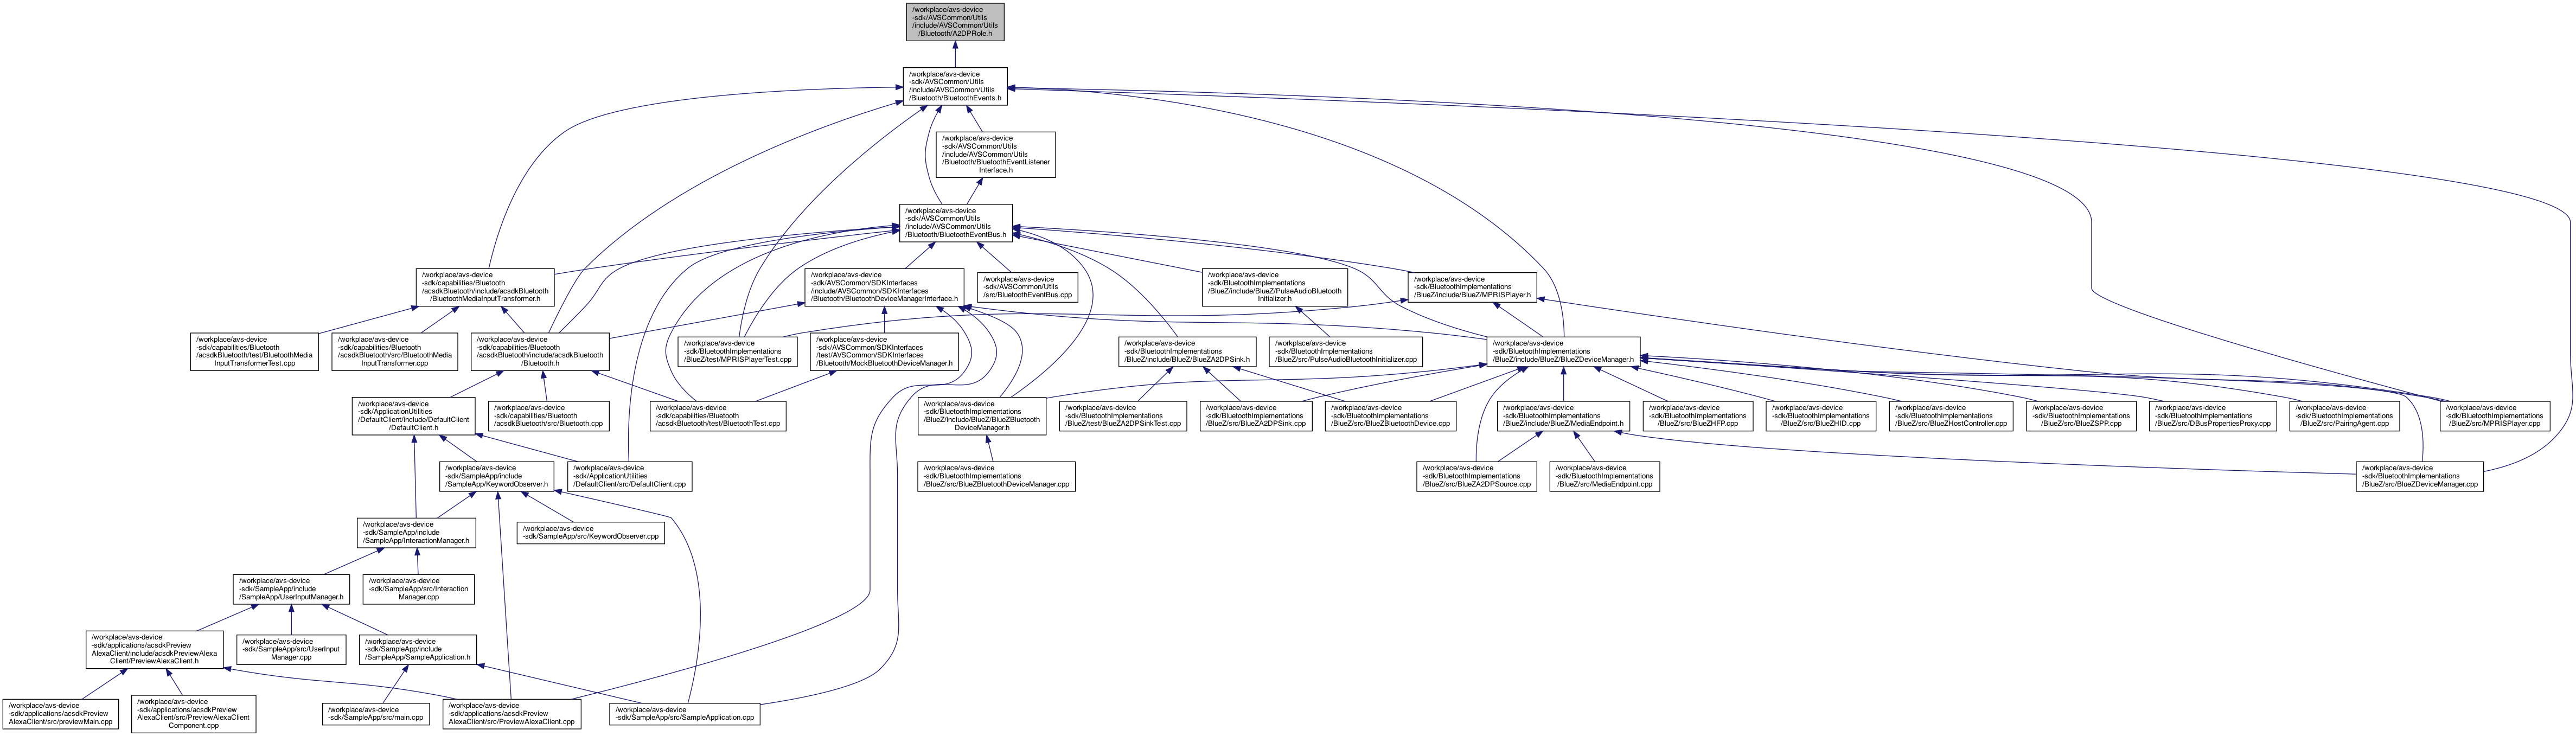 /workplace/avs-device
-sdk/AVSCommon/Utils
/include/AVSCommon/Utils
/Bluetooth/A2DPRole.h
/workplace/avs-device
-sdk/AVSCommon/Utils
/include/AVSCommon/Utils
/Bluetooth/BluetoothEvents.h
/workplace/avs-device
-sdk/AVSCommon/Utils
/include/AVSCommon/Utils
/Bluetooth/BluetoothEventListener
Interface.h
/workplace/avs-device
-sdk/AVSCommon/Utils
/include/AVSCommon/Utils
/Bluetooth/BluetoothEventBus.h
/workplace/avs-device
-sdk/capabilities/Bluetooth
/acsdkBluetooth/include/acsdkBluetooth
/BluetoothMediaInputTransformer.h
/workplace/avs-device
-sdk/AVSCommon/SDKInterfaces
/include/AVSCommon/SDKInterfaces
/Bluetooth/BluetoothDeviceManagerInterface.h
/workplace/avs-device
-sdk/AVSCommon/Utils
/src/BluetoothEventBus.cpp
/workplace/avs-device
-sdk/BluetoothImplementations
/BlueZ/include/BlueZ/PulseAudioBluetooth
Initializer.h
/workplace/avs-device
-sdk/BluetoothImplementations
/BlueZ/include/BlueZ/MPRISPlayer.h
/workplace/avs-device
-sdk/capabilities/Bluetooth
/acsdkBluetooth/test/BluetoothMedia
InputTransformerTest.cpp
/workplace/avs-device
-sdk/capabilities/Bluetooth
/acsdkBluetooth/src/BluetoothMedia
InputTransformer.cpp
/workplace/avs-device
-sdk/capabilities/Bluetooth
/acsdkBluetooth/include/acsdkBluetooth
/Bluetooth.h
/workplace/avs-device
-sdk/BluetoothImplementations
/BlueZ/test/MPRISPlayerTest.cpp
/workplace/avs-device
-sdk/AVSCommon/SDKInterfaces
/test/AVSCommon/SDKInterfaces
/Bluetooth/MockBluetoothDeviceManager.h
/workplace/avs-device
-sdk/BluetoothImplementations
/BlueZ/include/BlueZ/BlueZA2DPSink.h
/workplace/avs-device
-sdk/BluetoothImplementations
/BlueZ/src/PulseAudioBluetoothInitializer.cpp
/workplace/avs-device
-sdk/BluetoothImplementations
/BlueZ/include/BlueZ/BlueZDeviceManager.h
/workplace/avs-device
-sdk/ApplicationUtilities
/DefaultClient/include/DefaultClient
/DefaultClient.h
/workplace/avs-device
-sdk/capabilities/Bluetooth
/acsdkBluetooth/src/Bluetooth.cpp
/workplace/avs-device
-sdk/capabilities/Bluetooth
/acsdkBluetooth/test/BluetoothTest.cpp
/workplace/avs-device
-sdk/BluetoothImplementations
/BlueZ/include/BlueZ/BlueZBluetooth
DeviceManager.h
/workplace/avs-device
-sdk/BluetoothImplementations
/BlueZ/test/BlueZA2DPSinkTest.cpp
/workplace/avs-device
-sdk/BluetoothImplementations
/BlueZ/src/BlueZA2DPSink.cpp
/workplace/avs-device
-sdk/BluetoothImplementations
/BlueZ/src/BlueZBluetoothDevice.cpp
/workplace/avs-device
-sdk/BluetoothImplementations
/BlueZ/include/BlueZ/MediaEndpoint.h
/workplace/avs-device
-sdk/BluetoothImplementations
/BlueZ/src/BlueZHFP.cpp
/workplace/avs-device
-sdk/BluetoothImplementations
/BlueZ/src/BlueZHID.cpp
/workplace/avs-device
-sdk/BluetoothImplementations
/BlueZ/src/BlueZHostController.cpp
/workplace/avs-device
-sdk/BluetoothImplementations
/BlueZ/src/BlueZSPP.cpp
/workplace/avs-device
-sdk/BluetoothImplementations
/BlueZ/src/DBusPropertiesProxy.cpp
/workplace/avs-device
-sdk/BluetoothImplementations
/BlueZ/src/PairingAgent.cpp
/workplace/avs-device
-sdk/BluetoothImplementations
/BlueZ/src/MPRISPlayer.cpp
/workplace/avs-device
-sdk/SampleApp/include
/SampleApp/KeywordObserver.h
/workplace/avs-device
-sdk/ApplicationUtilities
/DefaultClient/src/DefaultClient.cpp
/workplace/avs-device
-sdk/BluetoothImplementations
/BlueZ/src/BlueZBluetoothDeviceManager.cpp
/workplace/avs-device
-sdk/BluetoothImplementations
/BlueZ/src/BlueZA2DPSource.cpp
/workplace/avs-device
-sdk/BluetoothImplementations
/BlueZ/src/MediaEndpoint.cpp
/workplace/avs-device
-sdk/BluetoothImplementations
/BlueZ/src/BlueZDeviceManager.cpp
/workplace/avs-device
-sdk/SampleApp/include
/SampleApp/InteractionManager.h
/workplace/avs-device
-sdk/SampleApp/src/KeywordObserver.cpp
/workplace/avs-device
-sdk/SampleApp/include
/SampleApp/UserInputManager.h
/workplace/avs-device
-sdk/SampleApp/src/Interaction
Manager.cpp
/workplace/avs-device
-sdk/applications/acsdkPreview
AlexaClient/include/acsdkPreviewAlexa
Client/PreviewAlexaClient.h
/workplace/avs-device
-sdk/SampleApp/src/UserInput
Manager.cpp
/workplace/avs-device
-sdk/SampleApp/include
/SampleApp/SampleApplication.h
/workplace/avs-device
-sdk/applications/acsdkPreview
AlexaClient/src/previewMain.cpp
/workplace/avs-device
-sdk/applications/acsdkPreview
AlexaClient/src/PreviewAlexaClient
Component.cpp
/workplace/avs-device
-sdk/SampleApp/src/main.cpp
/workplace/avs-device
-sdk/applications/acsdkPreview
AlexaClient/src/PreviewAlexaClient.cpp
/workplace/avs-device
-sdk/SampleApp/src/SampleApplication.cpp